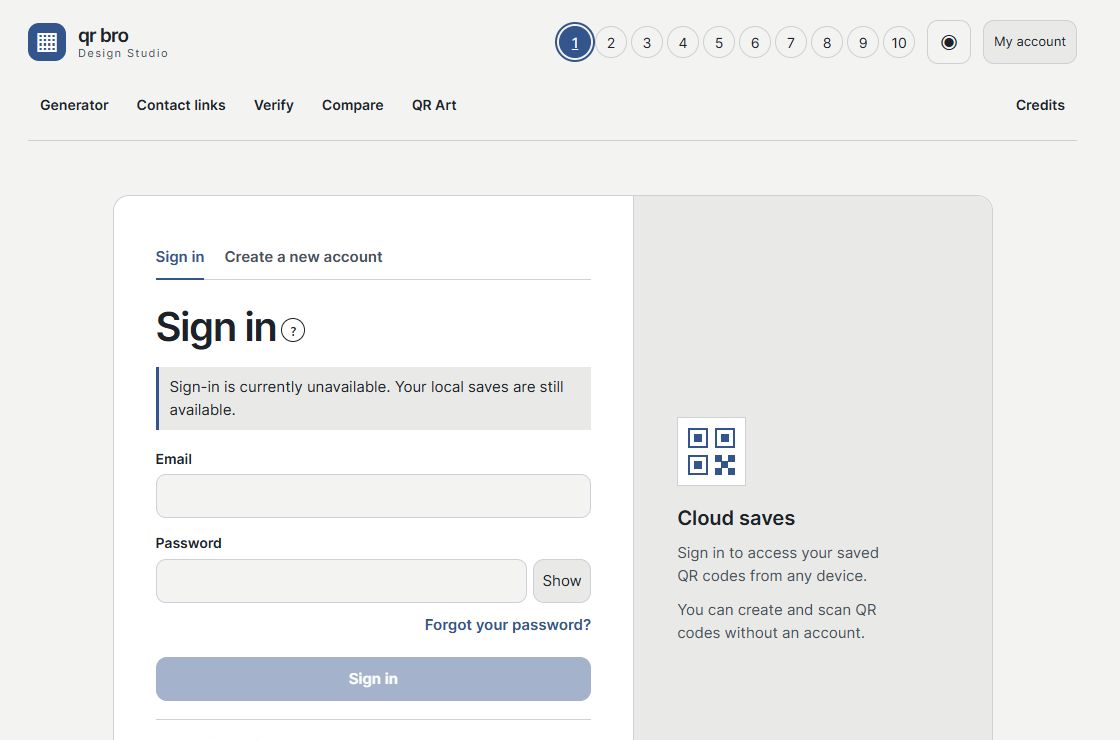 qr bro
Design Studio
1 2 3 4 5 6 7 8 9 10
My account
Generator Contact links Verify Compare QR Art Credits
Sign in Create a new account
Sign in ?
Sign-in is currently unavailable. Your local saves are still
available.
Email
Password
Show
Forgot your password?
Sign in
Cloud saves
Sign in to access your saved
QR codes from any device.
You can create and scan QR
codes without an account.